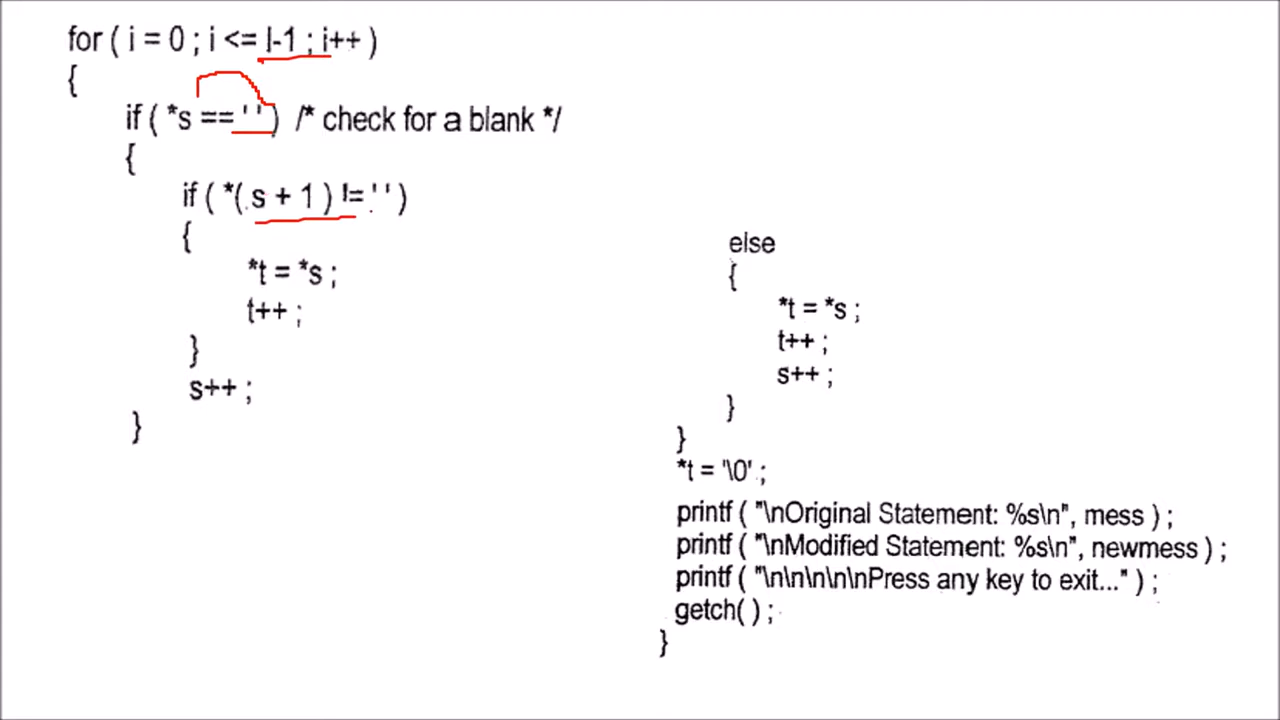 for ( i = 0 ; i <= l-1 ; i++ )
{
if ( *s == ' ' ) /* check for a blank */
{
if ( *( s + 1 ) != ' ' )
{
*t = *s ;
t++ ;
}
s++ ;
}
else
{
*t = *s ;
t++ ;
s++ ;
}
}
*t = '\0' ;
printf ( "\nOriginal Statement: %s\n", mess ) ;
printf ( "\nModified Statement: %s\n", newmess ) ;
printf ( "\n\n\n\n\nPress any key to exit..." ) ;
getch( ) ;
}